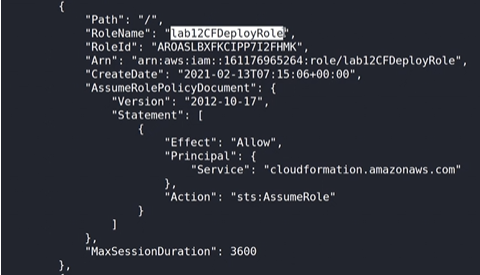 {
"Path": "/",
"RoleName": "lab12CFDeployRole",
"RoleId": "AROASLBXFKCIPP7I2FHMK",
"Arn": "arn:aws:iam::161176965264:role/lab12CFDeployRole",
"CreateDate": "2021-02-13T07:15:06+00:00",
"AssumeRolePolicyDocument": {
"Version": "2012-10-17",
"Statement": [
{
"Effect": "Allow",
"Principal": {
"Service": "cloudformation.amazonaws.com"
},
"Action": "sts:AssumeRole"
}
]
},
"MaxSessionDuration": 3600
},